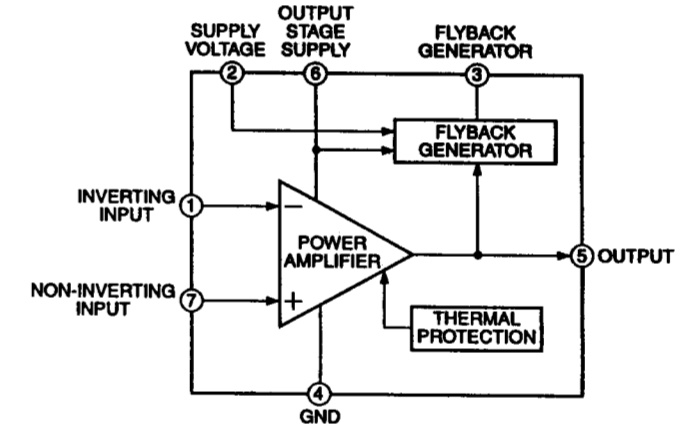 SUPPLY
VOLTAGE
2
OUTPUT
STAGE
SUPPLY
6
FLYBACK
GENERATOR
3
FLYBACK
GENERATOR
INVERTING
INPUT
1
−
POWER
AMPLIFIER
5 OUTPUT
NON-INVERTING
INPUT
7
+
THERMAL
PROTECTION
4
GND